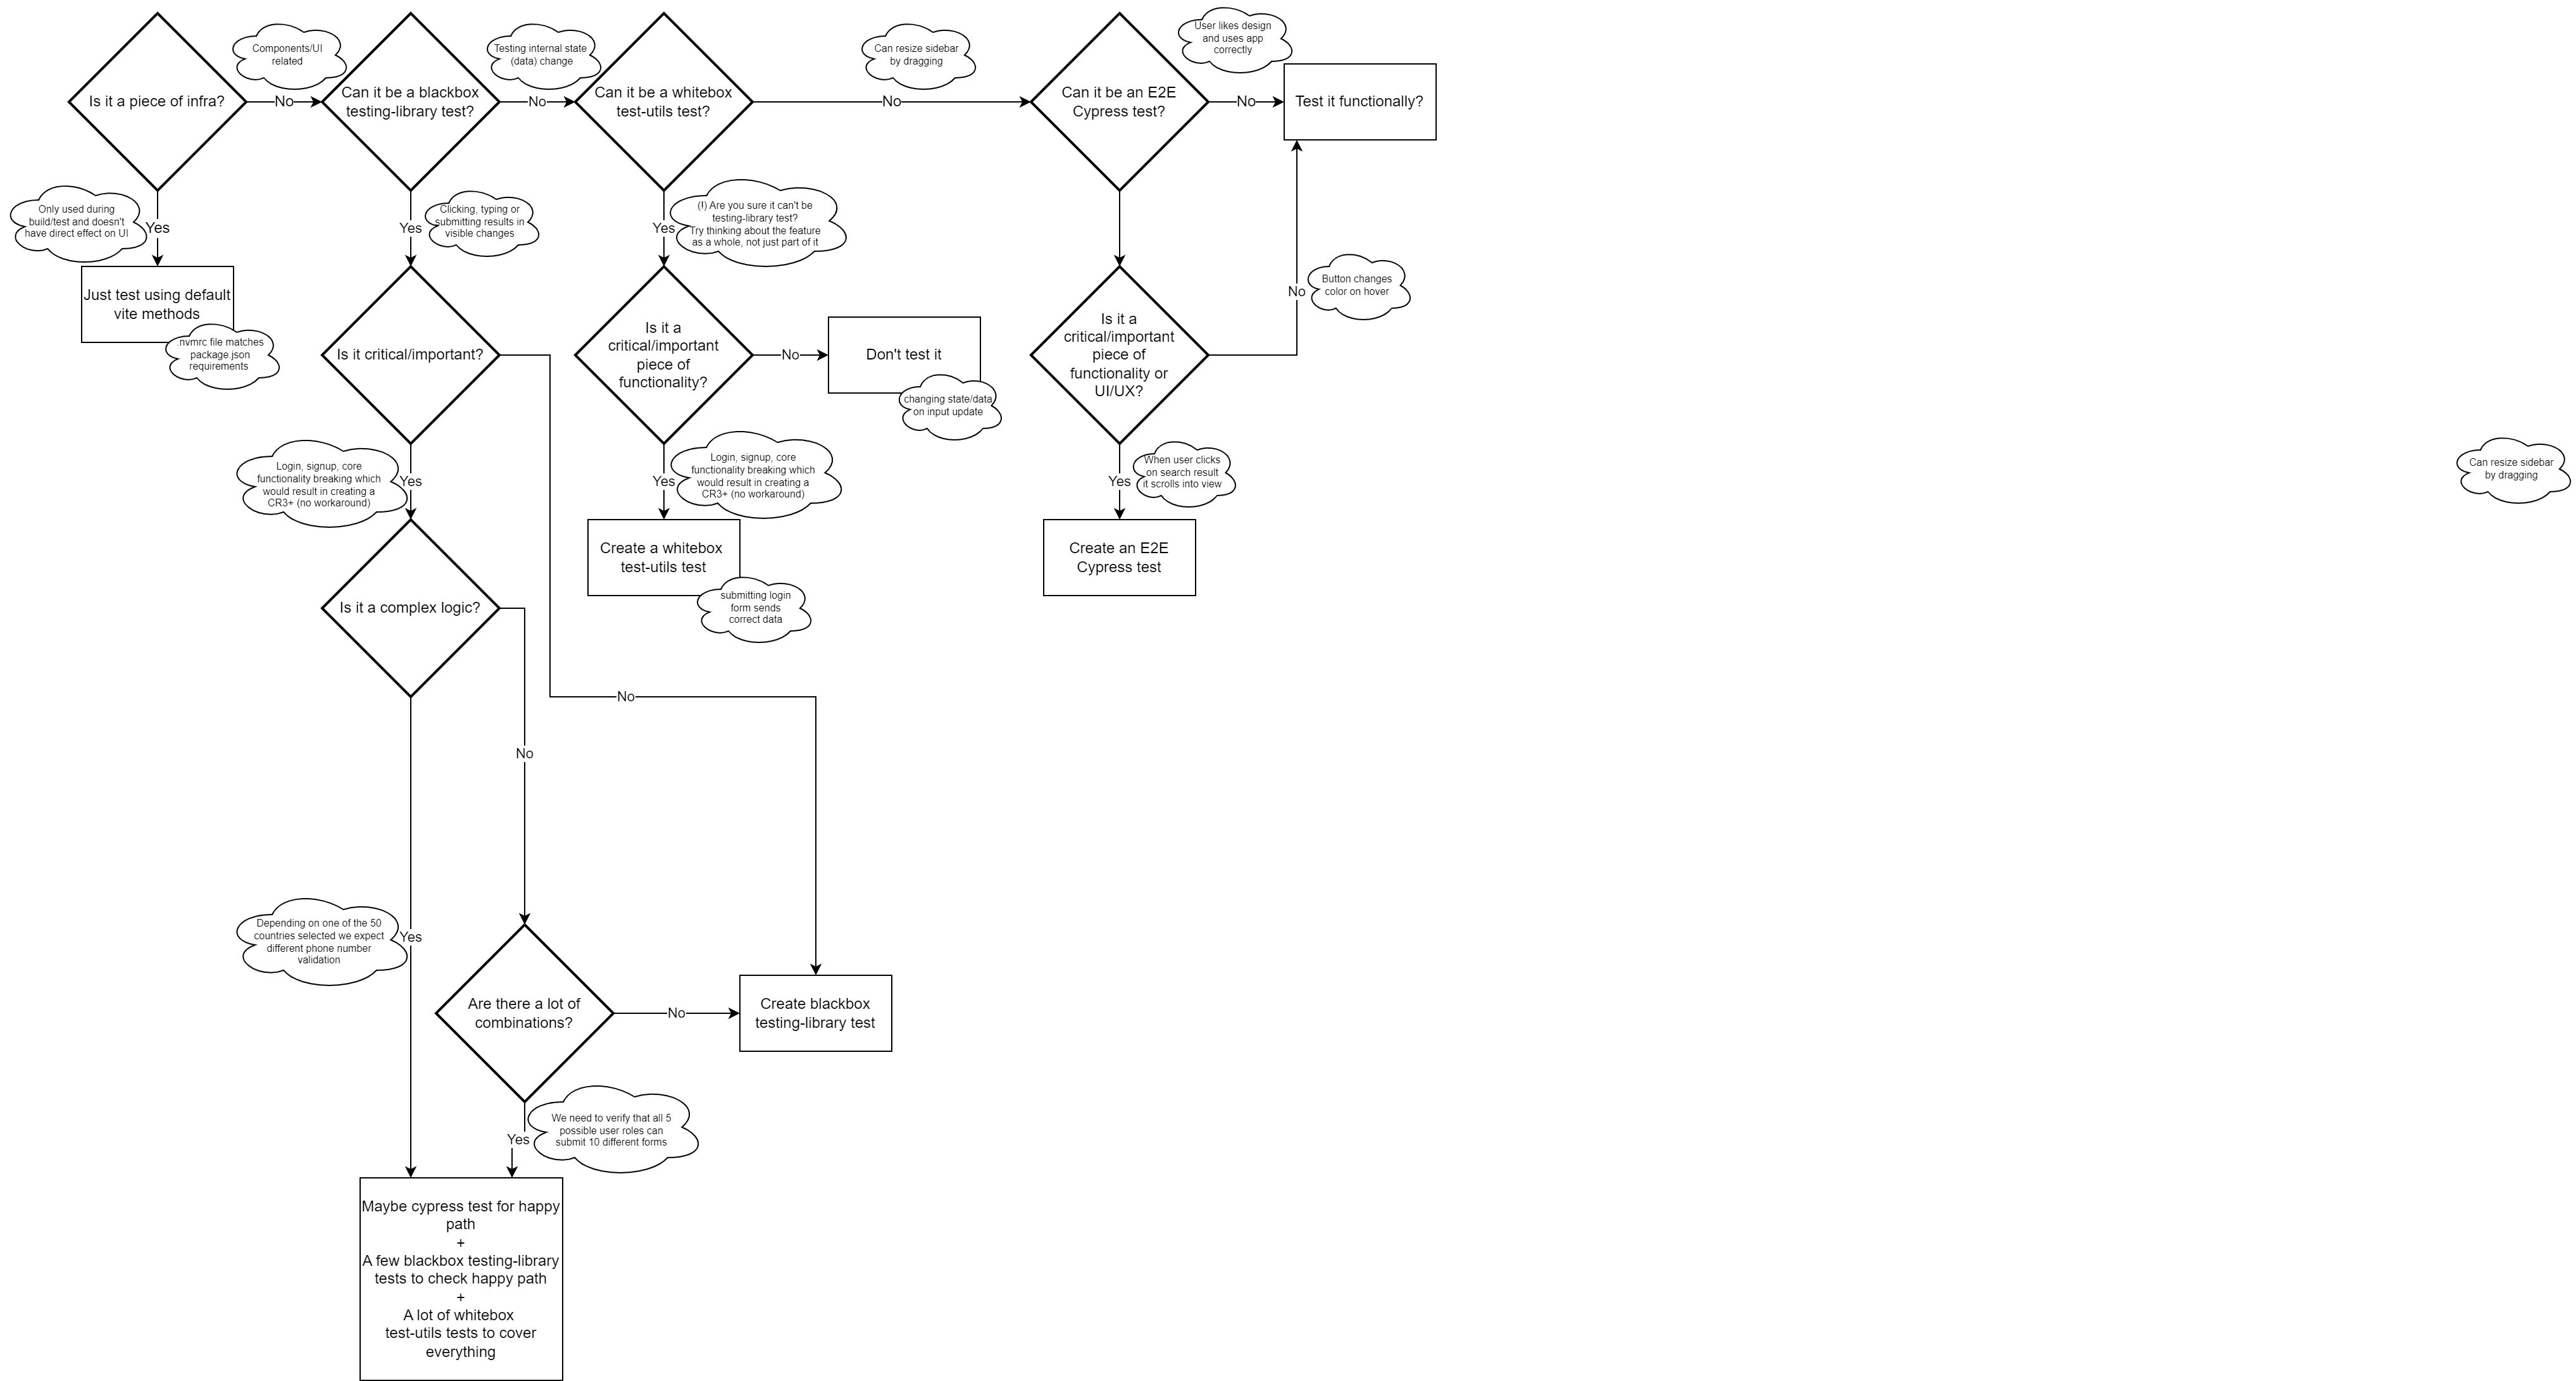 Is it a piece of infra?
Components/UI
related
No
Can it be a blackbox
testing-library test?
Testing internal state
(data) change
No
Can it be a whitebox
test-utils test?
Can resize sidebar
by dragging
No
Can it be an E2E
Cypress test?
User likes design
and uses app
correctly
No
Test it functionally?
Only used during
build/test and doesn't
have direct effect on UI
Yes
Clicking, typing or
submitting results in
visible changes
Yes
(!) Are you sure it can't be
testing-library test?
Try thinking about the feature
as a whole, not just part of it
Yes
Just test using default
vite methods
.nvmrc file matches
package.json
requirements
Is it critical/important?
Is it a
critical/important
piece of
functionality?
No
Don't test it
changing state/data
on input update
Is it a
critical/important
piece of
functionality or
UI/UX?
No
Button changes
color on hover
Login, signup, core
functionality breaking which
would result in creating a
CR3+ (no workaround)
Yes
Login, signup, core
functionality breaking which
would result in creating a
CR3+ (no workaround)
Yes
When user clicks
on search result
it scrolls into view
Yes
Can resize sidebar
by dragging
Is it a complex logic?
Create a whitebox
test-utils test
submitting login
form sends
correct data
Create an E2E
Cypress test
No
No
Depending on one of the 50
countries selected we expect
different phone number
validation
Yes
Are there a lot of
combinations?
No
Create blackbox
testing-library test
We need to verify that all 5
possible user roles can
submit 10 different forms
Yes
Maybe cypress test for happy
path
+
A few blackbox testing-library
tests to check happy path
+
A lot of whitebox
test-utils tests to cover
everything